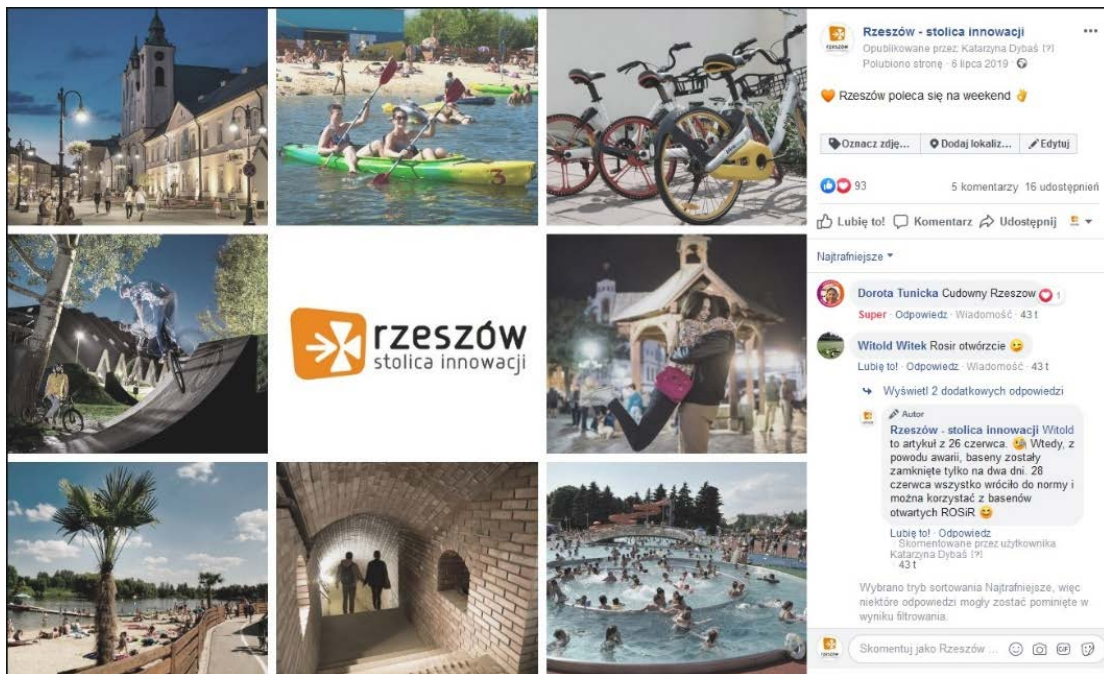 3
rzeszów
stolica innowacji
rzeszów
Rzeszów - stolica innowacji
Opublikowane przez: Katarzyna Dybaś [?]
Polubiono stronę · 6 lipca 2019 ·
🧡 Rzeszów poleca się na weekend 👌
Oznacz zdję...
Dodaj lokaliz...
Edytuj
93
5 komentarzy 16 udostępnień
Lubię to! Komentarz Udostępnij
Najtrafniejsze
Dorota Tunicka Cudowny Rzeszow
1
Super · Odpowiedz · Wiadomość · 43 t
Witold Witek Rosir otwórzcie 😉
Lubię to! · Odpowiedz · Wiadomość · 43 t
Wyświetl 2 dodatkowych odpowiedzi
Autor
Rzeszów - stolica innowacji Witold
to artykuł z 26 czerwca. 🧐 Wtedy, z
powodu awarii, baseny zostały
zamknięte tylko na dwa dni. 28
czerwca wszystko wróciło do normy i
można korzystać z basenów
otwartych ROSiR 😊
Lubię to! · Odpowiedz
· Skomentowane przez użytkownika
Katarzyna Dybaś [?]
· 43 t
Wybrano tryb sortowania Najtrafniejsze, więc
niektóre odpowiedzi mogły zostać pominięte w
wyniku filtrowania.
rzeszów
Skomentuj jako Rzeszów ...
GIF